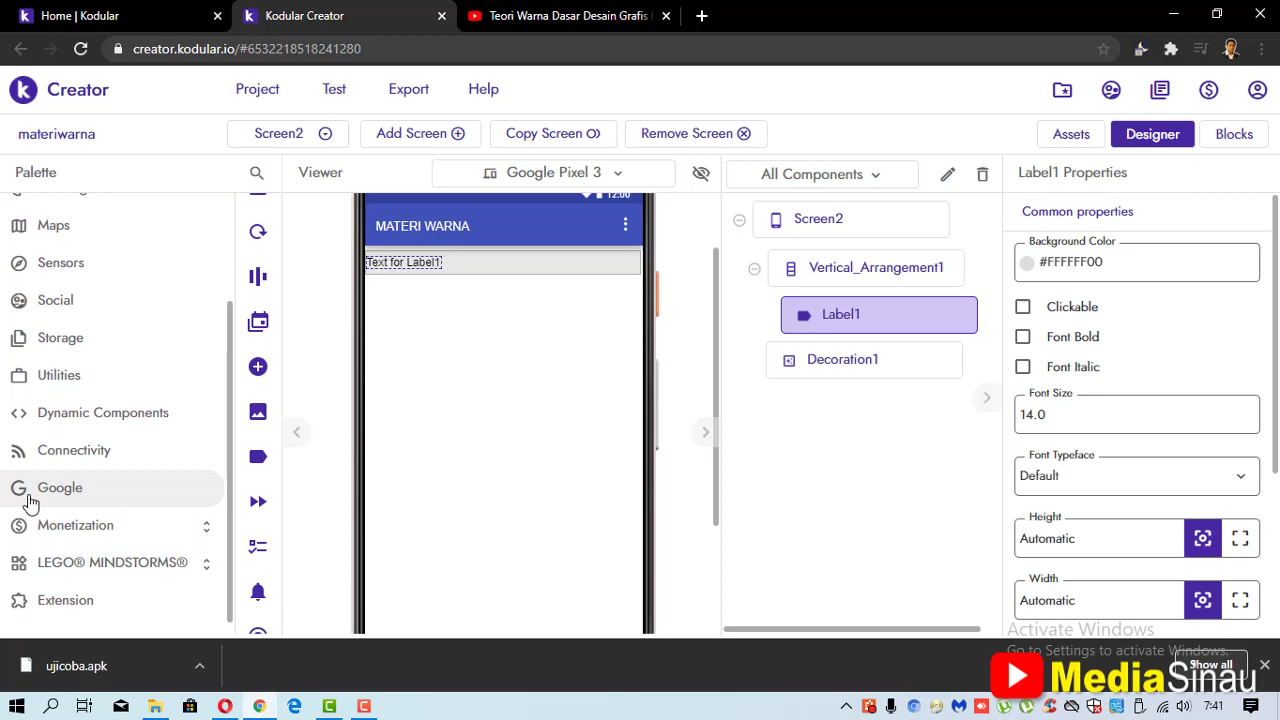 Home | Kodular
Kodular Creator
Teori Warna Dasar Desain Grafis
creator.kodular.io/#6532218518241280
Creator
Project
Test
Export
Help
materiwarna
Screen2
Add Screen
Copy Screen
Remove Screen
Assets
Designer
Blocks
Palette
Viewer
Google Pixel 3
All Components
Label1 Properties
Maps
Sensors
Social
Storage
Utilities
Dynamic Components
Connectivity
Google
Monetization
LEGO® MINDSTORMS®
Extension
12:00
MATERI WARNA
Text for Label1
Screen2
Vertical_Arrangement1
Label1
Decoration1
Common properties
Background Color
#FFFFFF00
Clickable
Font Bold
Font Italic
Font Size
14.0
Font Typeface
Default
Height
Automatic
Width
Automatic
Activate Windows
Go to Settings to activate Windows.
ujicoba.apk
Show all
MediaSinau
7:41